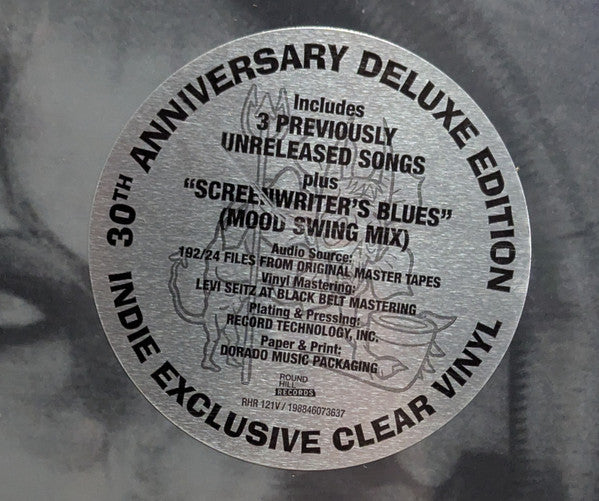 30TH ANNIVERSARY DELUXE EDITION
Includes
3 PREVIOUSLY
UNRELEASED SONGS
plus
“SCREENWRITER'S BLUES”
(MOOD SWING MIX)
Audio Source:
192/24 FILES FROM ORIGINAL MASTER TAPES
Vinyl Mastering:
LEVI SEITZ AT BLACK BELT MASTERING
Plating & Pressing:
RECORD TECHNOLOGY, INC.
Paper & Print:
DORADO MUSIC PACKAGING
ROUND
HILL
RECORDS
RHR 121V / 198846073637
INDIE EXCLUSIVE CLEAR VINYL